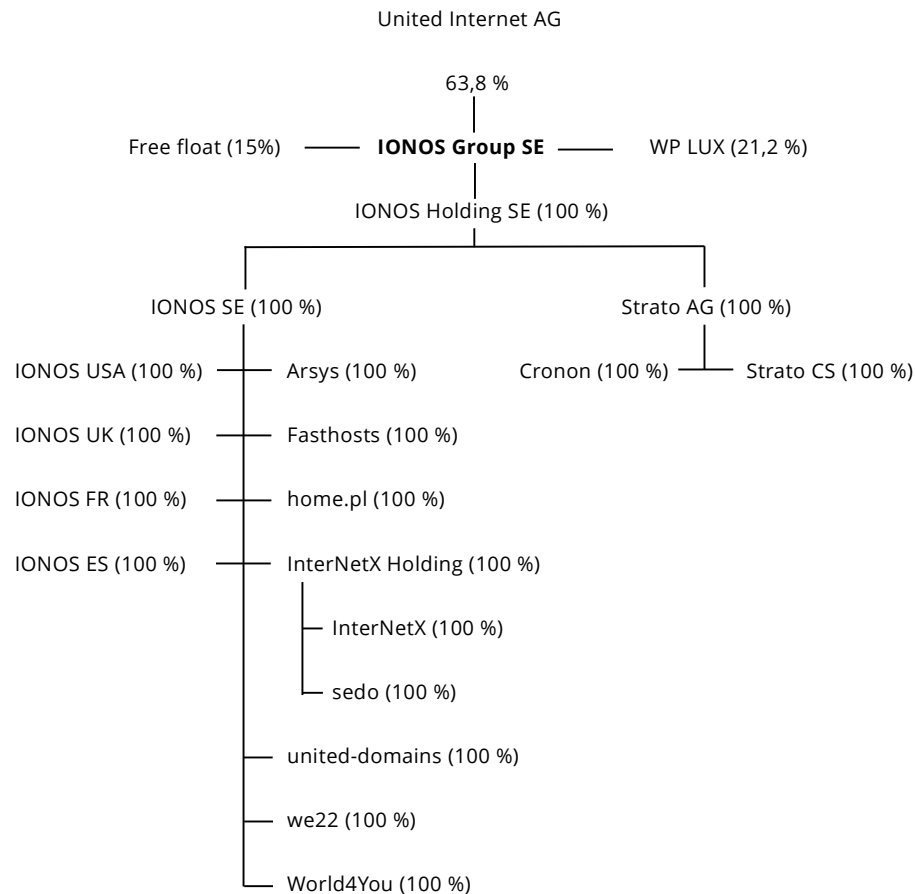 United Internet AG
63,8 %
Free float (15%) IONOS Group SE WP LUX (21,2 %)
IONOS Holding SE (100 %)
IONOS SE (100 %) Strato AG (100 %)
IONOS USA (100 %) Arsys (100 %) Cronon (100 %) Strato CS (100 %)
IONOS UK (100 %) Fasthosts (100 %)
IONOS FR (100 %) home.pl (100 %)
IONOS ES (100 %) InterNetX Holding (100 %)
InterNetX (100 %)
sedo (100 %)
united-domains (100 %)
we22 (100 %)
World4You (100 %)